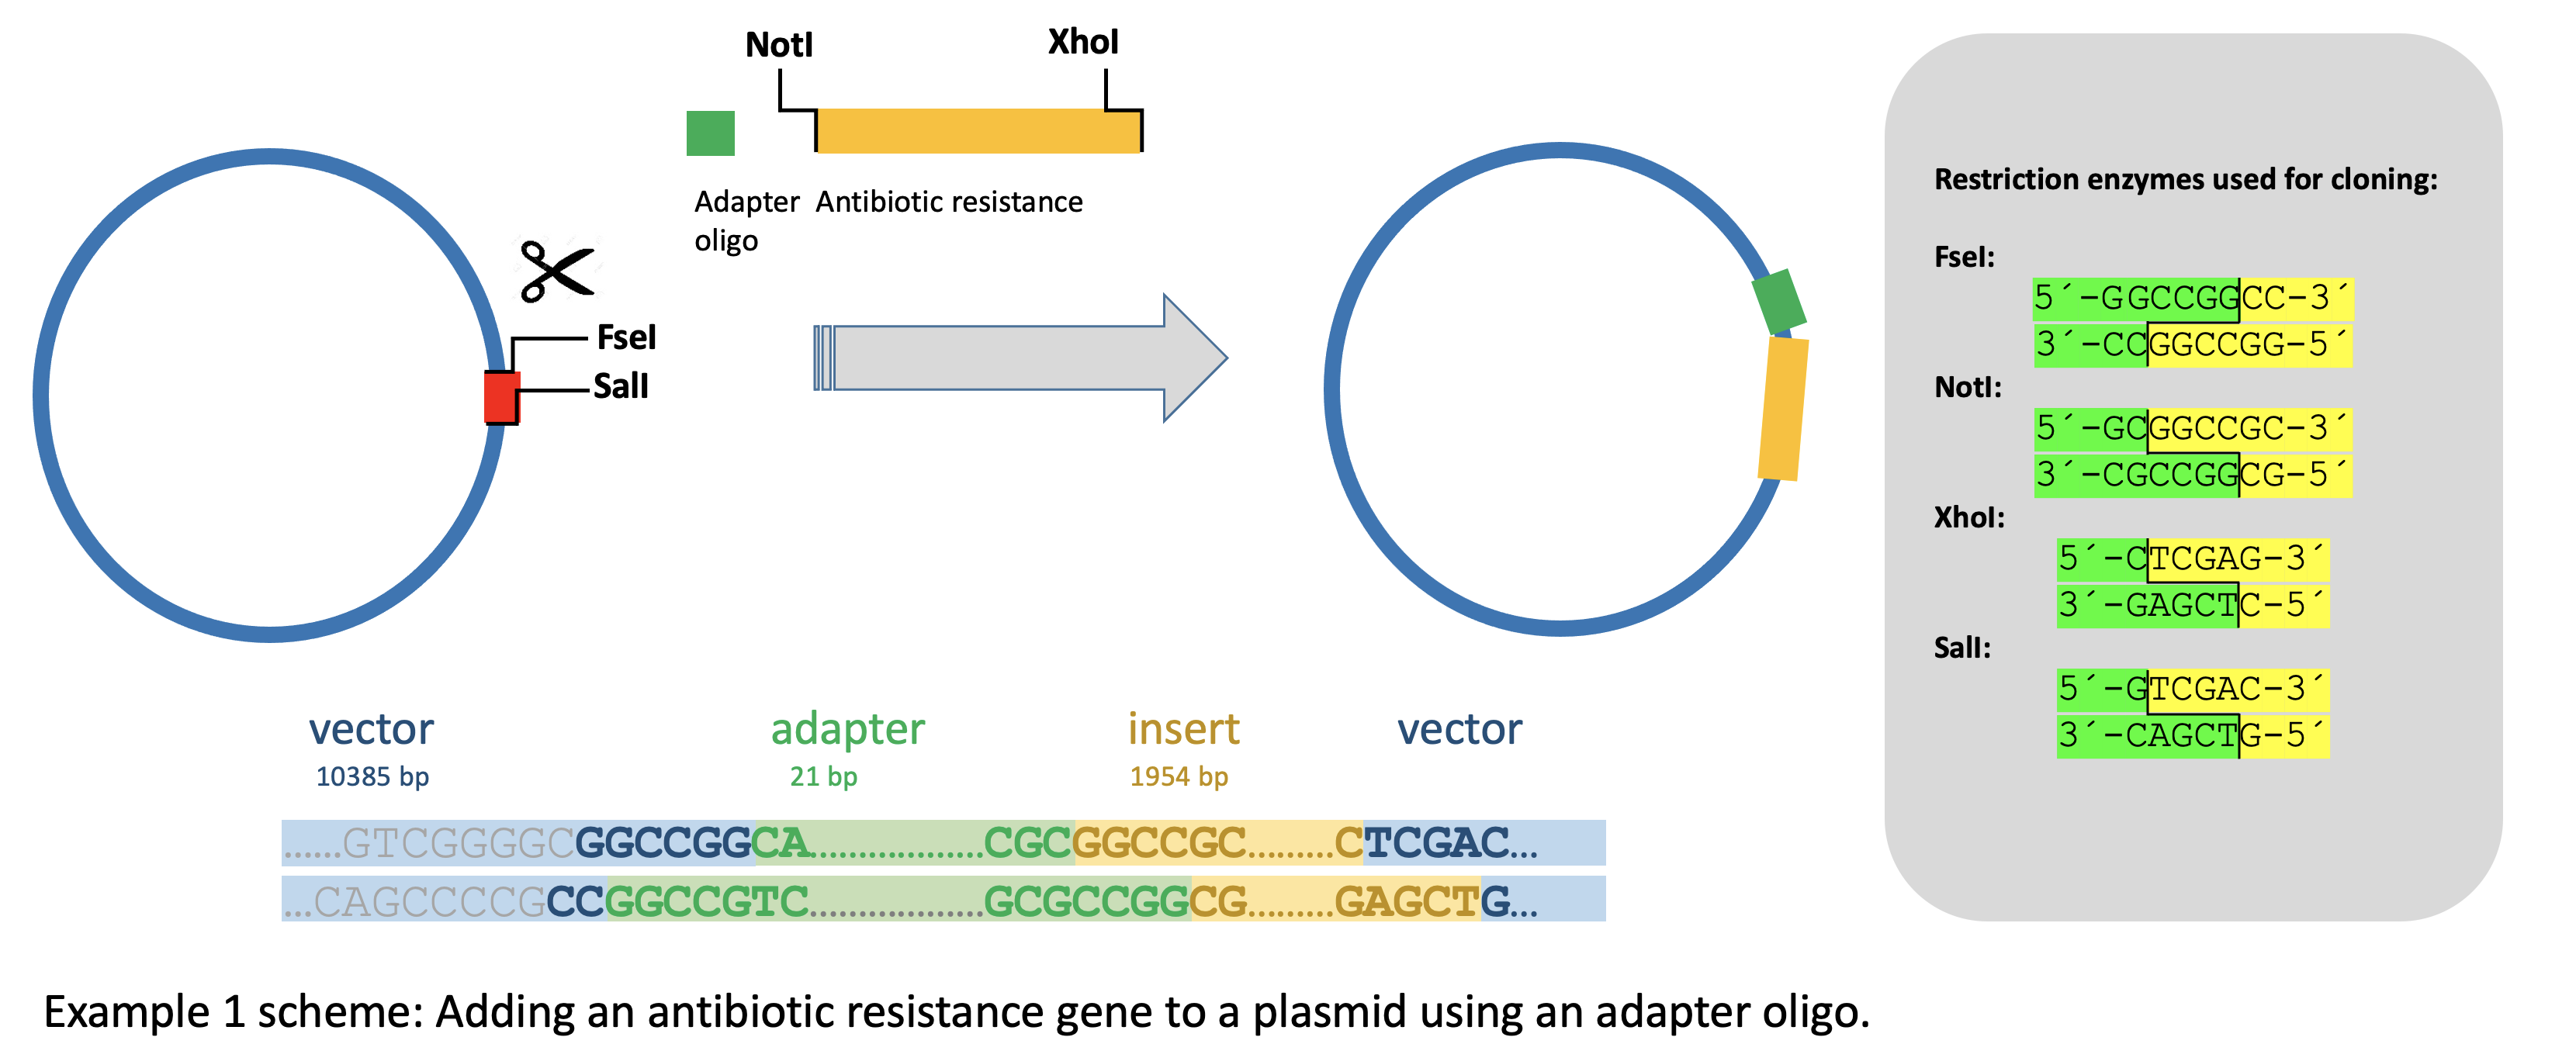 NotI
XhoI
Adapter Antibiotic resistance
oligo
FseI
SalI
vector
10385 bp
adapter
21 bp
insert
1954 bp
vector
......GTCGGGGCGGCCGGCA..................CGCGGCCGC.........CTCGAC...
...CAGCCCCGCCGGCCGTC..................GCGCCGGCG.........GAGCTG...
Restriction enzymes used for cloning:
FseI:
5´-GGCCGGCC-3´
3´-CCGGCCGG-5´
NotI:
5´-GCGGCCGC-3´
3´-CGCCGGCG-5´
XhoI:
5´-CTCGAG-3´
3´-GAGCTC-5´
SalI:
5´-GTCGAC-3´
3´-CAGCTG-5´
Example 1 scheme: Adding an antibiotic resistance gene to a plasmid using an adapter oligo.